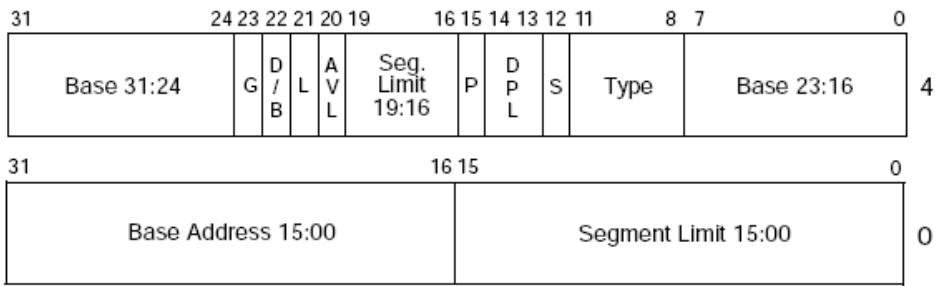 31 24 23 22 21 20 19 16 15 14 13 12 11 8 7 0
Base 31:24 G D/B L AVL Seg. Limit 19:16 P DPL S Type Base 23:16 4
31 16 15 0
Base Address 15:00 Segment Limit 15:00 0